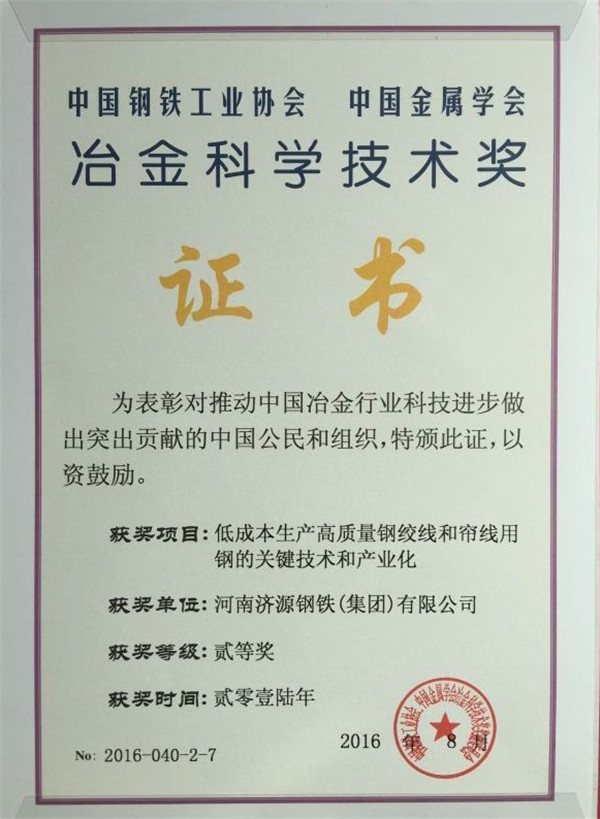 中国钢铁工业协会 中国金属学会
冶金科学技术奖
证书
为表彰对推动中国冶金行业科技进步做
出突出贡献的中国公民和组织,特颁此证,以
资鼓励。
获奖项目:低成本生产高质量钢绞线和帘线用
钢的关键技术和产业化
获奖单位:河南济源钢铁(集团)有限公司
获奖等级:贰等奖
获奖时间:贰零壹陆年
2016 年 8 月
No: 2016-040-2-7